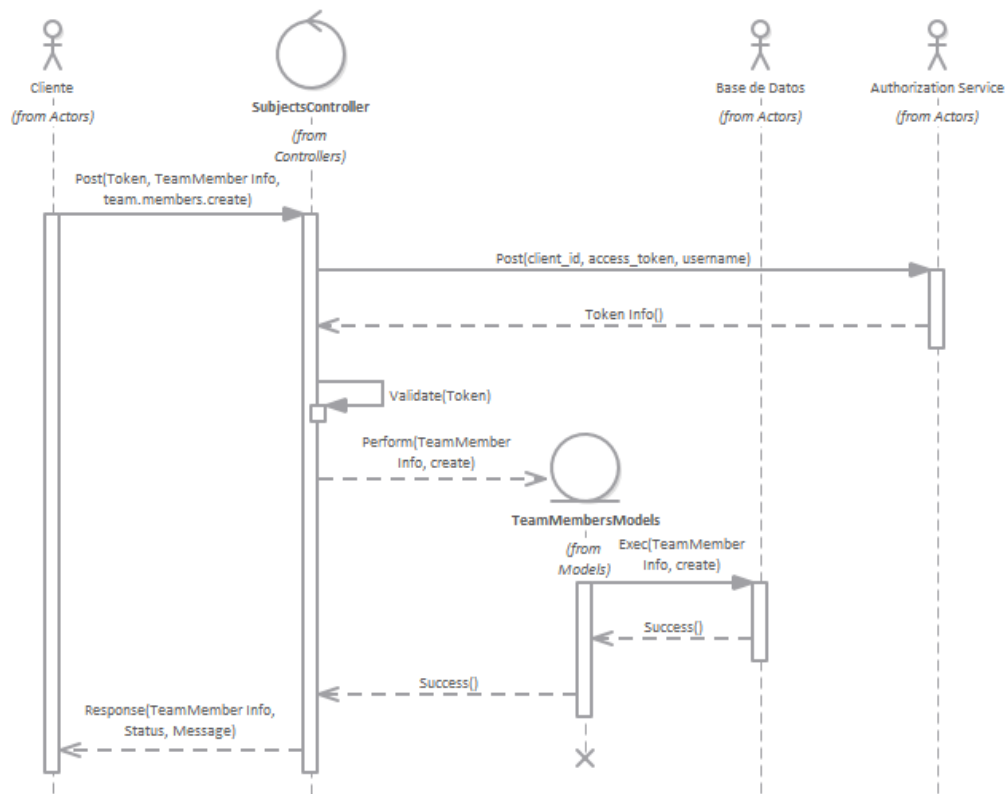 Cliente
(from Actors)
SubjectsController
(from
Controllers)
Base de Datos
(from Actors)
Authorization Service
(from Actors)
Post(Token, TeamMember Info,
team.members.create)
Post(client_id, access_token, username)
Token Info()
Validate(Token)
Perform(TeamMember
Info, create)
TeamMembersModels
(from
Models)
Exec(TeamMember
Info, create)
Success()
Success()
Response(TeamMember Info,
Status, Message)